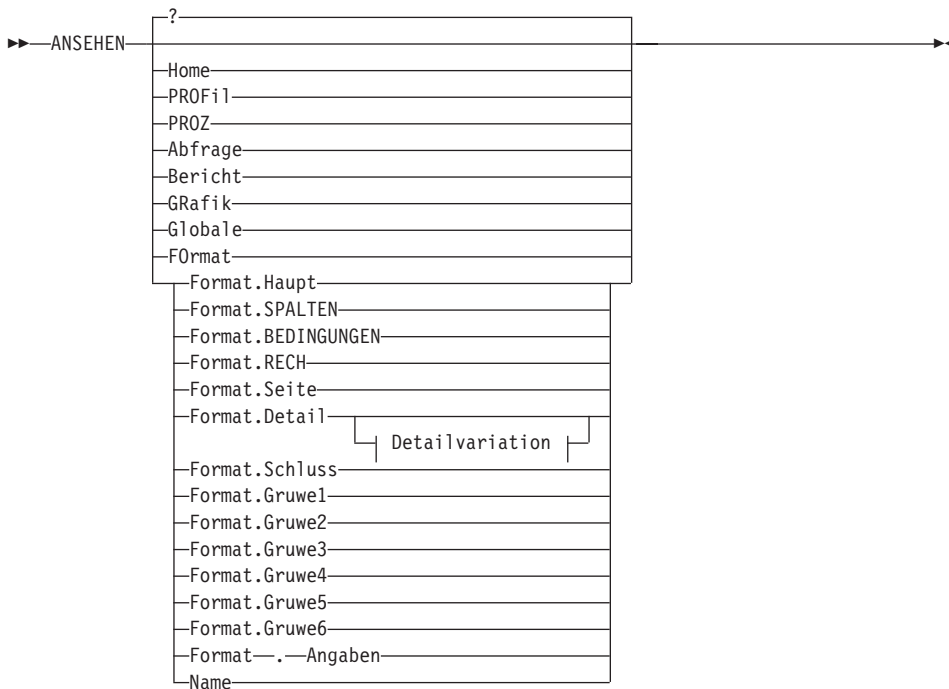 ?
ANSEHEN
Home
PROFil
PROZ
Abfrage
Bericht
GRafik
Globale
FOrmat
Format.Haupt
Format.SPALTEN
Format.BEDINGUNGEN
Format.RECH
Format.Seite
Format.Detail
Detailvariation
Format.Schluss
Format.Gruwe1
Format.Gruwe2
Format.Gruwe3
Format.Gruwe4
Format.Gruwe5
Format.Gruwe6
Format . Angaben
Name